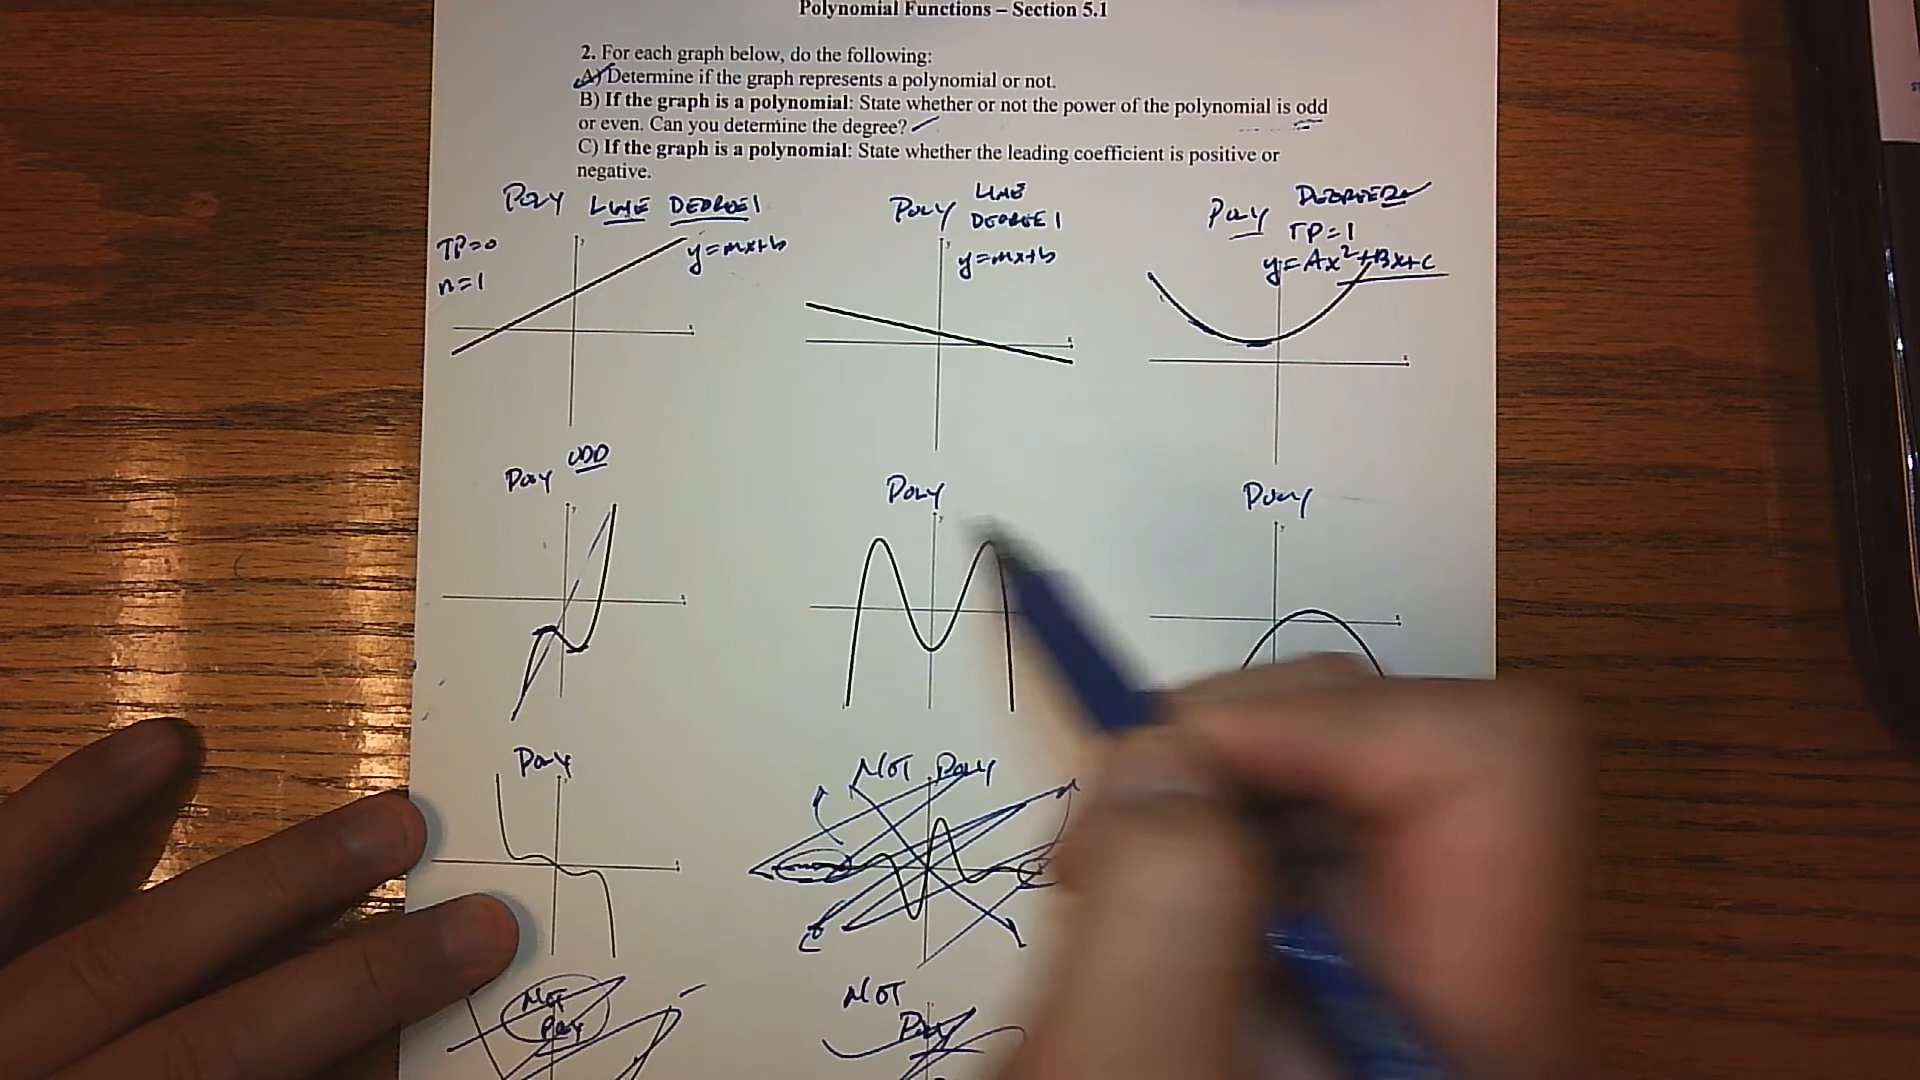 Polynomial Functions – Section 5.1
2. For each graph below, do the following:
A) Determine if the graph represents a polynomial or not.
B) If the graph is a polynomial: State whether or not the power of the polynomial is odd
or even. Can you determine the degree?
C) If the graph is a polynomial: State whether the leading coefficient is positive or
negative.
POLY LINE DEGREE 1
TP=0
n=1
y=mx+b
POLY LINE
DEGREE 1
y=mx+b
POLY DEGREE 2
TP=1
y=Ax²+Bx+C
POLY ODD
POLY
POLY
POLY
NOT POLY
NOT
POLY
NOT
POLY